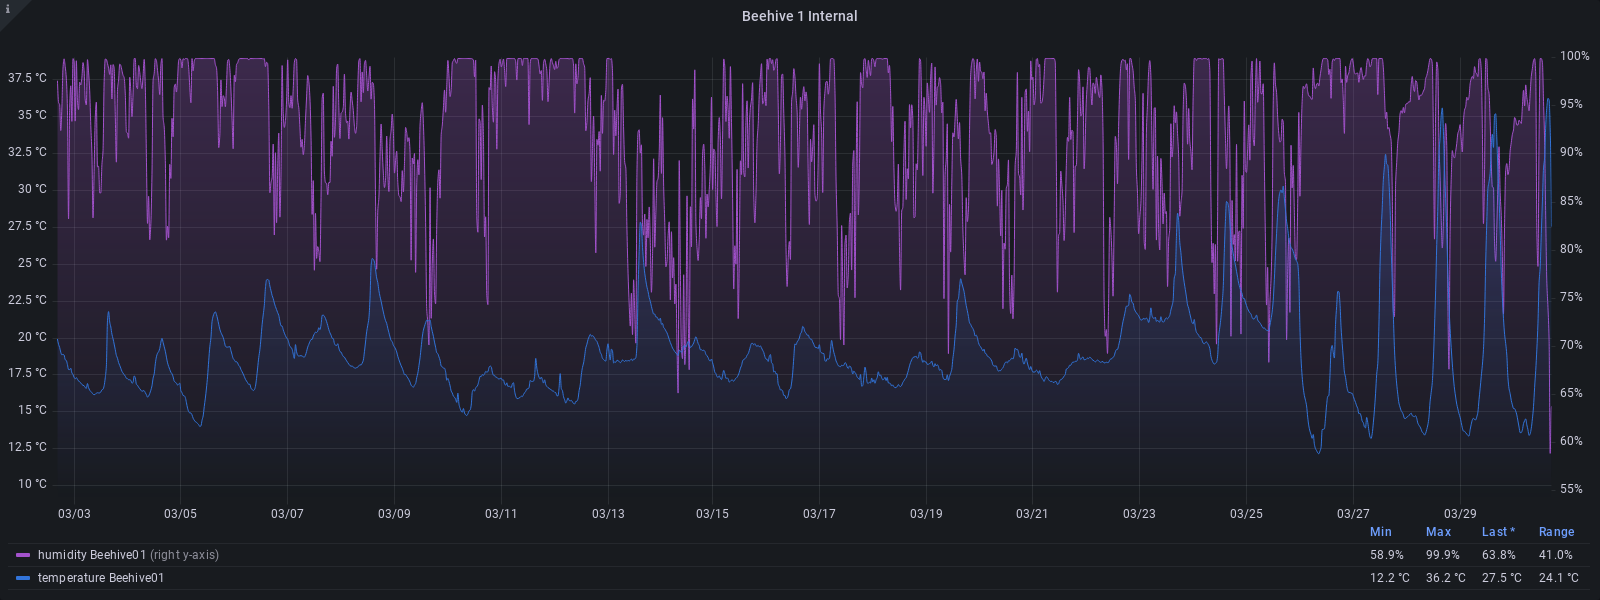 i
Beehive 1 Internal
37.5 °C
35 °C
32.5 °C
30 °C
27.5 °C
25 °C
22.5 °C
20 °C
17.5 °C
15 °C
12.5 °C
10 °C
100%
95%
90%
85%
80%
75%
70%
65%
60%
55%
03/03 03/05 03/07 03/09 03/11 03/13 03/15 03/17 03/19 03/21 03/23 03/25 03/27 03/29
Min Max Last * Range
humidity Beehive01 (right y-axis) 58.9% 99.9% 63.8% 41.0%
temperature Beehive01 12.2 °C 36.2 °C 27.5 °C 24.1 °C